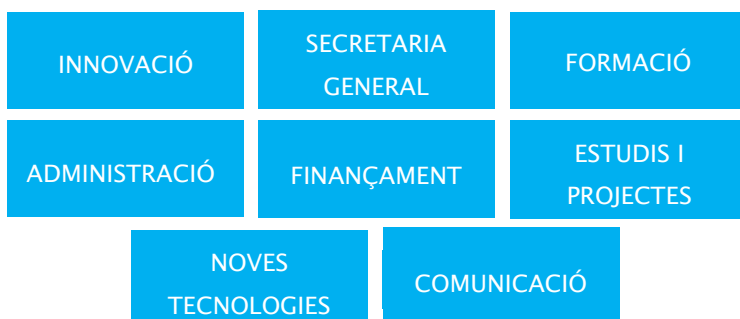 INNOVACIÓ
SECRETARIA
GENERAL
FORMACIÓ
ADMINISTRACIÓ
FINANÇAMENT
ESTUDIS I
PROJECTES
NOVES
TECNOLOGIES
COMUNICACIÓ